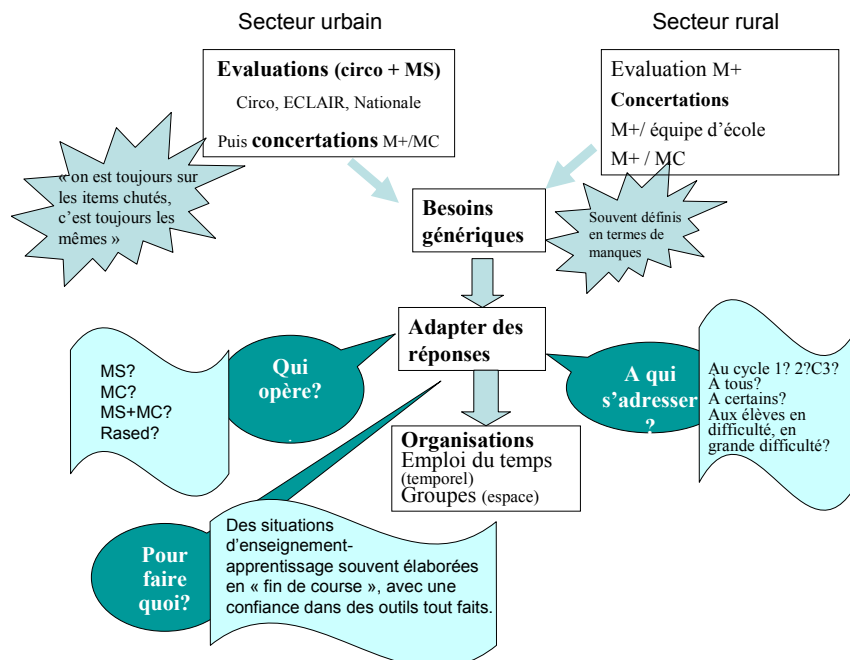 Secteur urbain
Secteur rural
Evaluations (circo + MS)
Circo, ECLAIR, Nationale
Puis concertations M+/MC
Evaluation M+
Concertations
M+/ équipe d’école
M+ / MC
« on est toujours sur
les items chutés,
c’est toujours les
mêmes »
Besoins
génériques
Souvent définis
en termes de
manques
Adapter des
réponses
MS?
MC?
MS+MC?
Rased?
Qui
opère?
.
A qui
s’adresser
?
Au cycle 1? 2?C3?
A tous?
A certains?
Aux élèves en
difficulté, en
grande difficulté?
Organisations
Emploi du temps
(temporel)
Groupes (espace)
Pour
faire
quoi?
Des situations
d’enseignement-
apprentissage souvent élaborées
en « fin de course », avec une
confiance dans des outils tout faits.